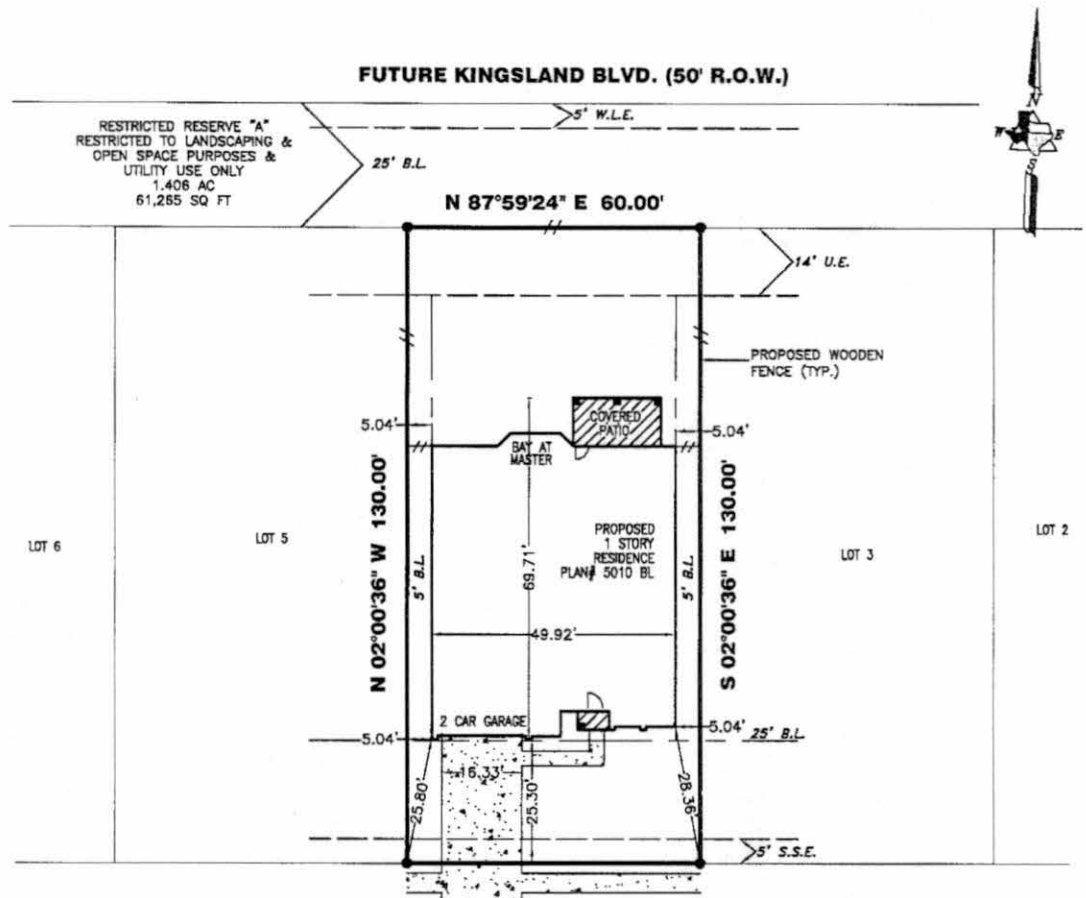 FUTURE KINGSLAND BLVD. (50' R.O.W.)
5' W.L.E.
RESTRICTED RESERVE "A"
RESTRICTED TO LANDSCAPING &
OPEN SPACE PURPOSES &
UTILITY USE ONLY
1.406 AC
61,265 SQ FT
25' B.L.
N
W
E
S
N 87°59'24" E 60.00'
14' U.E.
PROPOSED WOODEN
FENCE (TYP.)
COVERED
PATIO
5.04'
5.04'
BAY AT
MASTER
N 02°00'36" W 130.00'
S 02°00'36" E 130.00'
LOT 6
LOT 5
5' B.L.
69.71'
PROPOSED
1 STORY
RESIDENCE
PLAN# 5010 BL
5' B.L.
LOT 3
LOT 2
49.92'
2 CAR GARAGE
5.04'
5.04'
25' B.L.
16.33'
25.80'
25.30'
28.36'
5' S.S.E.